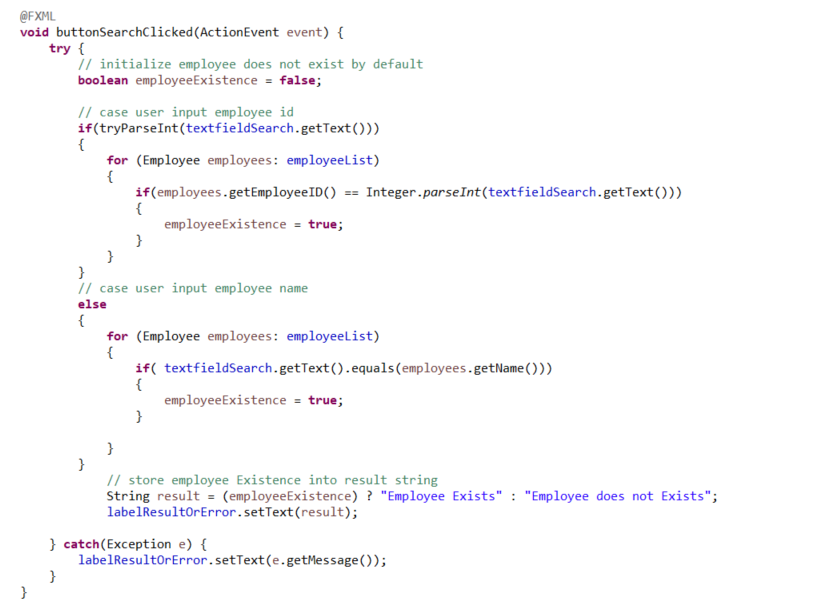 @FXML
void buttonSearchClicked(ActionEvent event) {
    try {
        // initialize employee does not exist by default
        boolean employeeExistence = false;

        // case user input employee id
        if(tryParseInt(textfieldSearch.getText()))
        {
            for (Employee employees: employeeList)
            {
                if(employees.getEmployeeID() == Integer.parseInt(textfieldSearch.getText()))
                {
                    employeeExistence = true;
                }
            }
        }
        // case user input employee name
        else
        {
            for (Employee employees: employeeList)
            {
                if( textfieldSearch.getText().equals(employees.getName()))
                {
                    employeeExistence = true;
                }

            }
        }
            // store employee Existence into result string
            String result = (employeeExistence) ? "Employee Exists" : "Employee does not Exists";
            labelResultOrError.setText(result);

    } catch(Exception e) {
        labelResultOrError.setText(e.getMessage());
    }
}